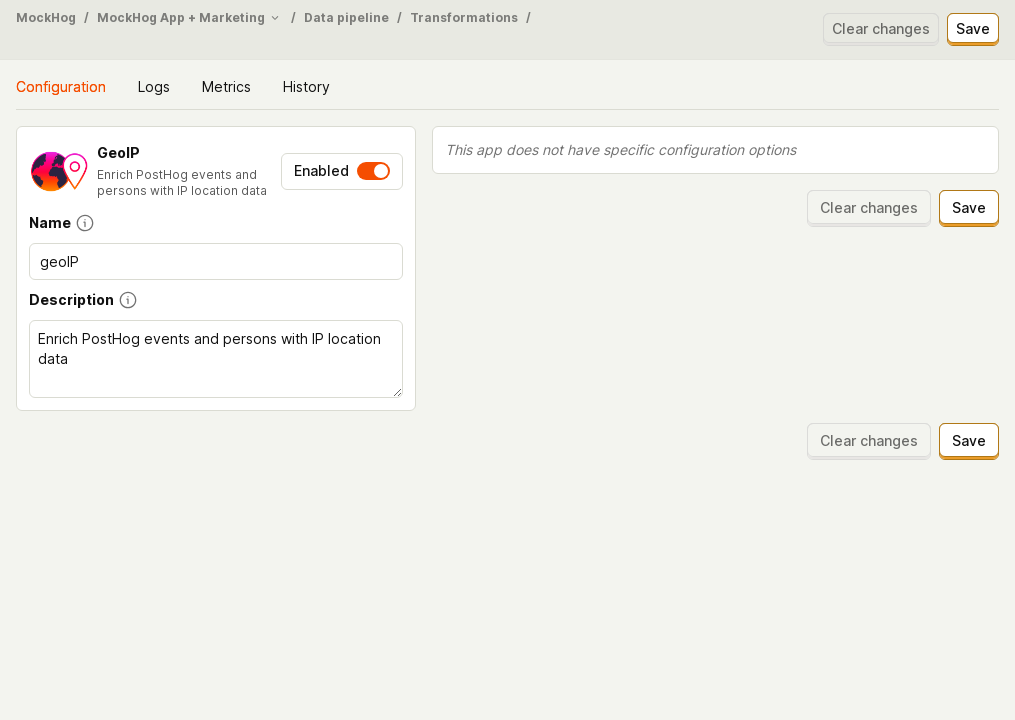 MockHog / MockHog App + Marketing / Data pipeline / Transformations /
Clear changes Save
Configuration Logs Metrics History
GeoIP
Enrich PostHog events and
persons with IP location data
Enabled
This app does not have specific configuration options
Clear changes Save
Name
geoIP
Description
Enrich PostHog events and persons with IP location
data
Clear changes Save